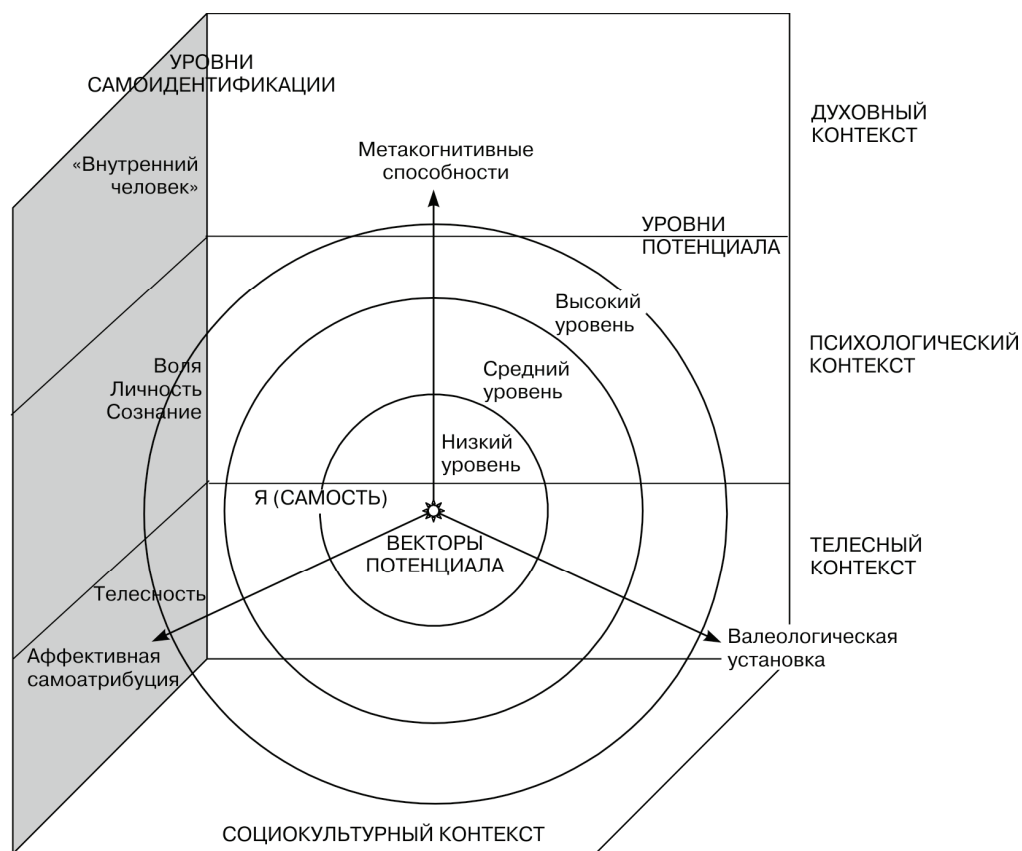 УРОВНИ
САМОИДЕНТИФИКАЦИИ
ДУХОВНЫЙ
КОНТЕКСТ
Метакогнитивные
способности
«Внутренний
человек»
УРОВНИ
ПОТЕНЦИАЛА
Высокий
уровень
ПСИХОЛОГИЧЕСКИЙ
КОНТЕКСТ
Воля
Личность
Сознание
Средний
уровень
Низкий
уровень
Я (САМОСТЬ)
ВЕКТОРЫ
ПОТЕНЦИАЛА
ТЕЛЕСНЫЙ
КОНТЕКСТ
Телесность
Аффективная
самоатрибуция
Валеологическая
установка
СОЦИОКУЛЬТУРНЫЙ КОНТЕКСТ